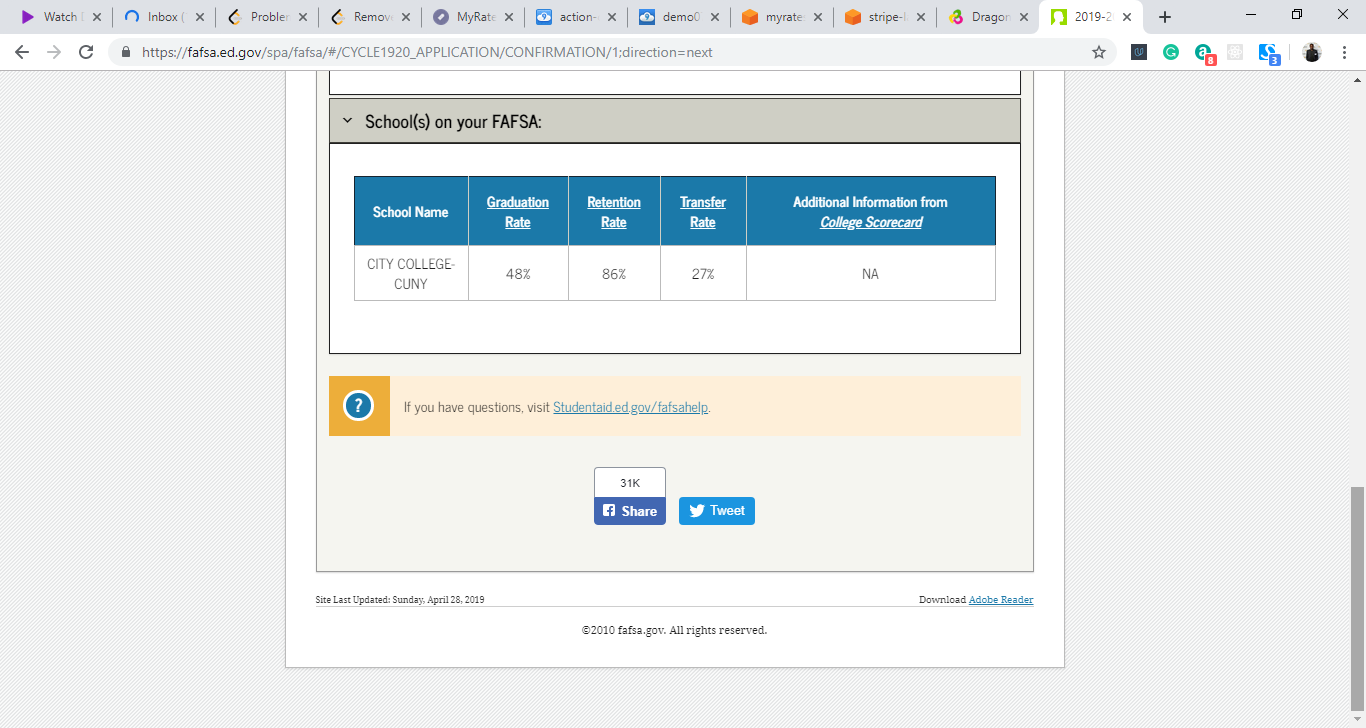 Watch
Inbox (
Probler
Remov
MyRate
action-
demo0
myrate
stripe-
Dragon
2019-2
https://fafsa.ed.gov/spa/fafsa/#/CYCLE1920_APPLICATION/CONFIRMATION/1;direction=next
8
3
School(s) on your FAFSA:
School Name
Graduation
Rate
Retention
Rate
Transfer
Rate
Additional Information from
College Scorecard
CITY COLLEGE-
CUNY
48%
86%
27%
NA
? If you have questions, visit Studentaid.ed.gov/fafsahelp.
31K
Share
Tweet
Site Last Updated: Sunday, April 28, 2019
Download Adobe Reader
©2010 fafsa.gov. All rights reserved.